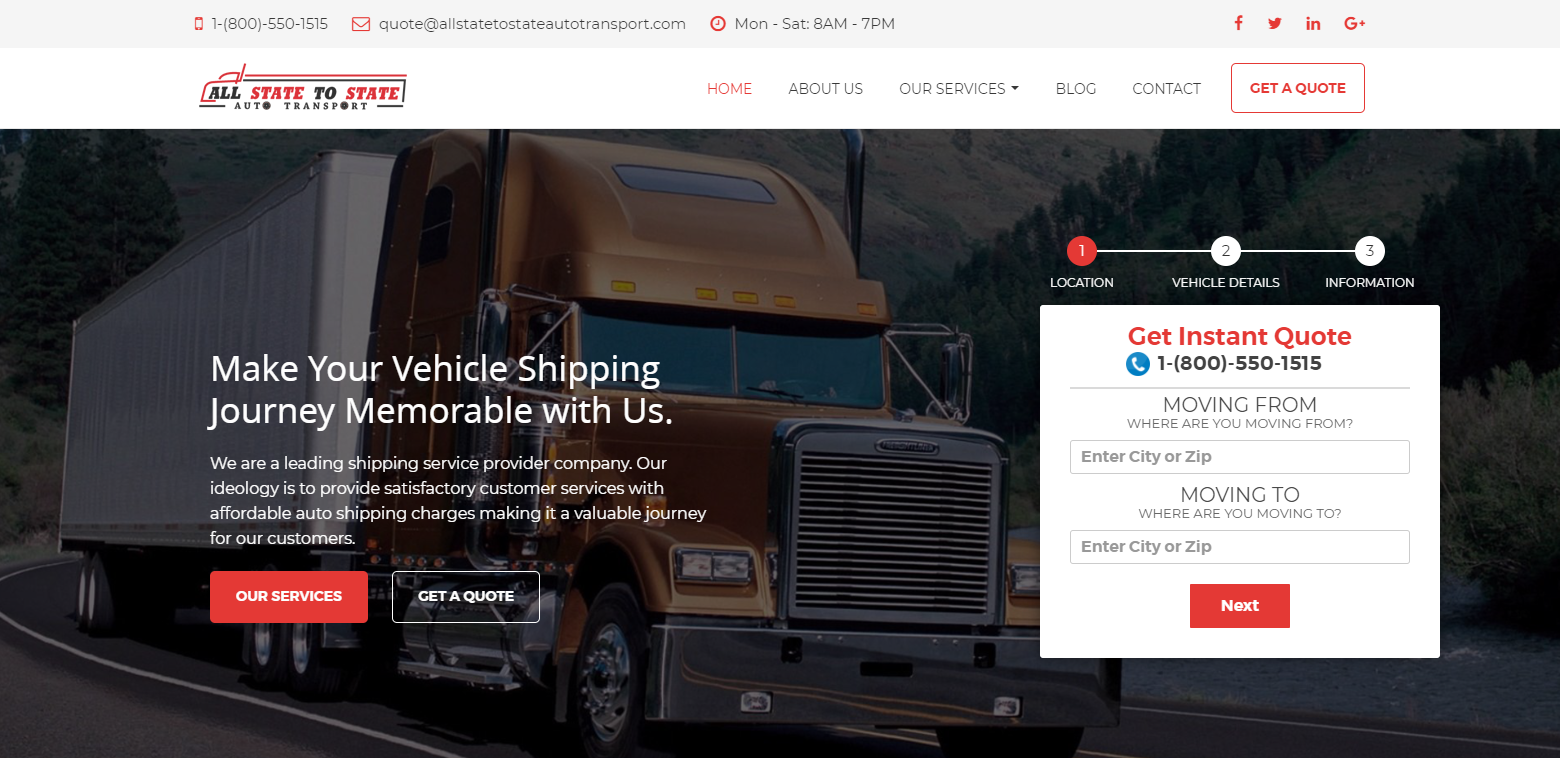 1-(800)-550-1515
quote@allstatetostateautotransport.com
Mon - Sat: 8AM - 7PM
ALL STATE TO STATE
AUTO TRANSPORT
HOME
ABOUT US
OUR SERVICES
BLOG
CONTACT
GET A QUOTE
Make Your Vehicle Shipping
Journey Memorable with Us.
We are a leading shipping service provider company. Our
ideology is to provide satisfactory customer services with
affordable auto shipping charges making it a valuable journey
for our customers.
OUR SERVICES
GET A QUOTE
1
2
3
LOCATION
VEHICLE DETAILS
INFORMATION
Get Instant Quote
1-(800)-550-1515
MOVING FROM
WHERE ARE YOU MOVING FROM?
Enter City or Zip
MOVING TO
WHERE ARE YOU MOVING TO?
Enter City or Zip
Next